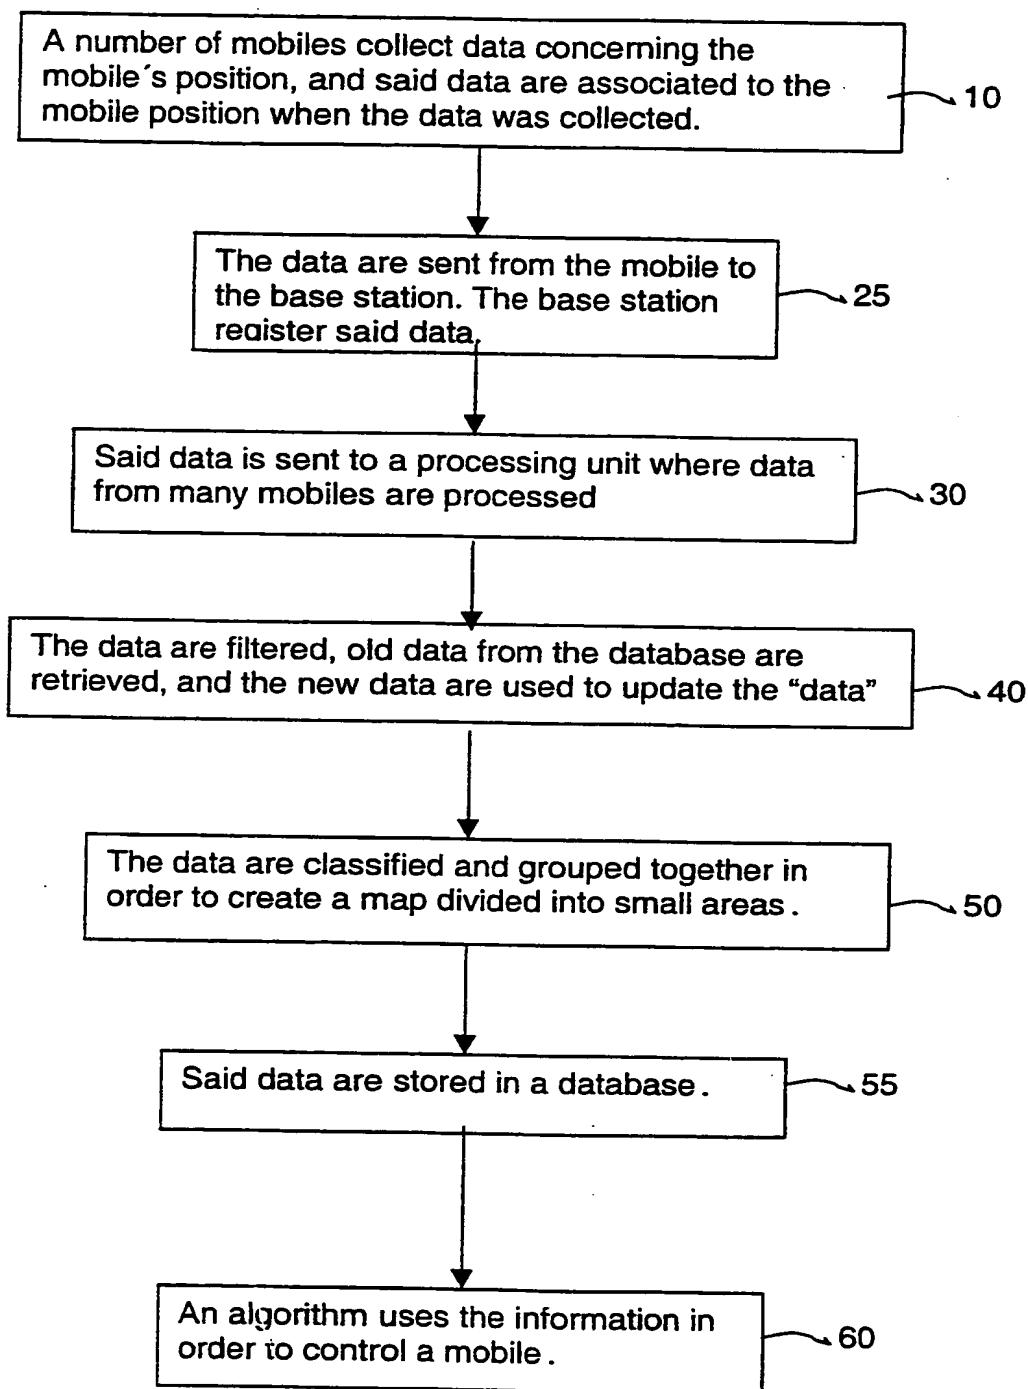 A number of mobiles collect data concerning the
mobile´s position, and said data are associated to the
mobile position when the data was collected.
10
The data are sent from the mobile to
the base station. The base station
register said data.
25
Said data is sent to a processing unit where data
from many mobiles are processed
30
The data are filtered, old data from the database are
retrieved, and the new data are used to update the “data”
40
The data are classified and grouped together in
order to create a map divided into small areas.
50
Said data are stored in a database.
55
An algorithm uses the information in
order to control a mobile.
60